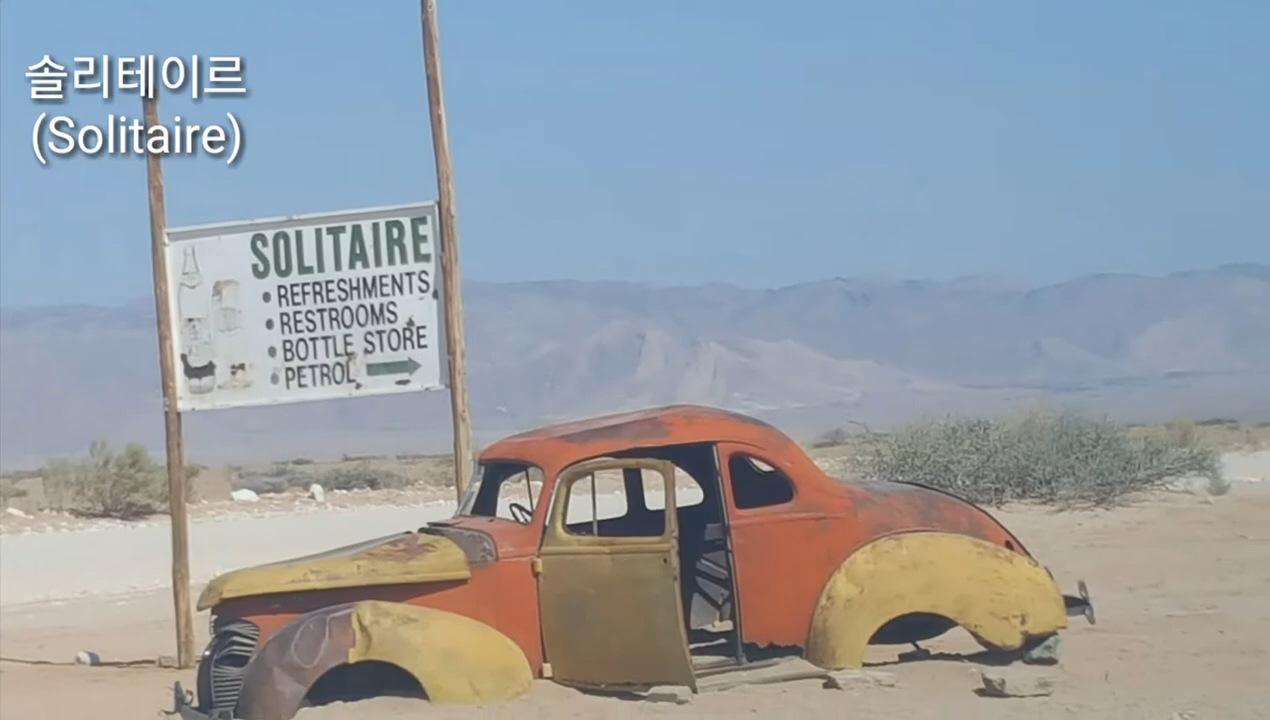 솔리테이르
(Solitaire)
SOLITAIRE
• REFRESHMENTS
• RESTROOMS
• BOTTLE STORE
• PETROL